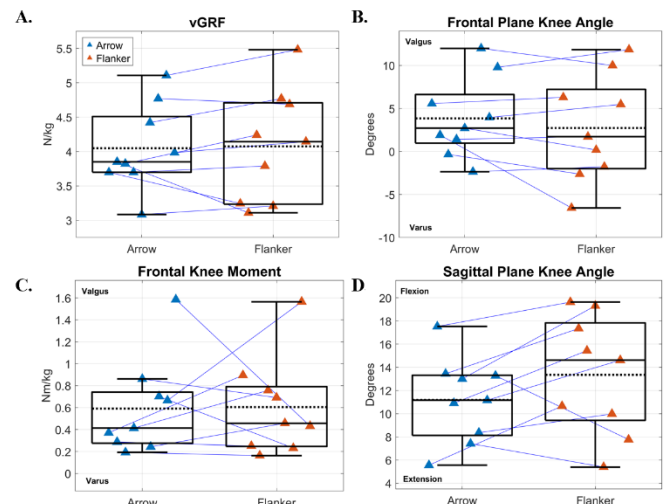 A.
vGRF
Arrow
Flanker
N/kg
5.5
5
4.5
4
3.5
3
Arrow
Flanker
B.
Frontal Plane Knee Angle
Valgus
Degrees
10
5
0
-5
-10
Varus
Arrow
Flanker
C.
Frontal Knee Moment
Valgus
Nm/kg
1.6
1.4
1.2
1
0.8
0.6
0.4
0.2
0
Varus
Arrow
Flanker
D
Sagittal Plane Knee Angle
Flexion
Degrees
20
18
16
14
12
10
8
6
4
Extension
Arrow
Flanker